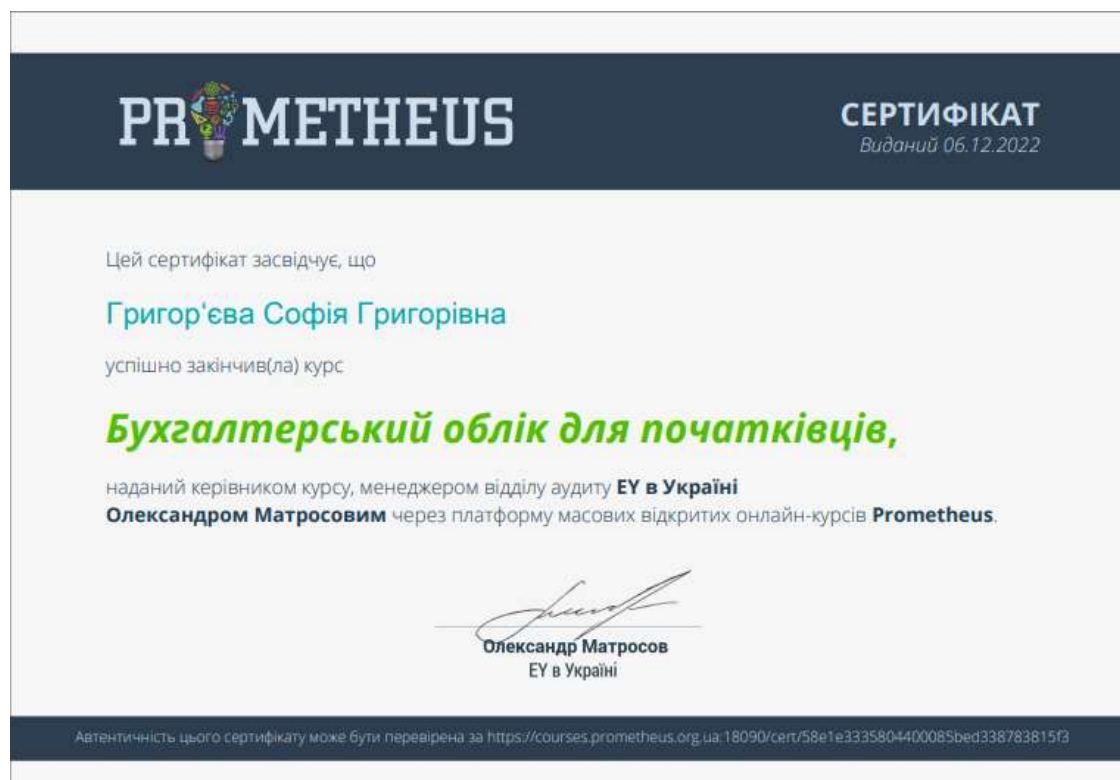 PROMETHEUS
СЕРТИФІКАТ
Виданий 06.12.2022
Цей сертифікат засвідчує, що
Григор‘єва Софія Григорівна
успішно закінчив(ла) курс
Бухгалтерський облік для початківців,
наданий керівником курсу, менеджером відділу аудиту EY в Україні
Олександром Матросовим через платформу масових відкритих онлайн-курсів Prometheus.
Олександр Матросов
EY в Україні
Автентичність цього сертифікату може бути перевірена за https://courses.prometheus.org.ua:18090/cert/58e1e3335804400085bed338783815f3